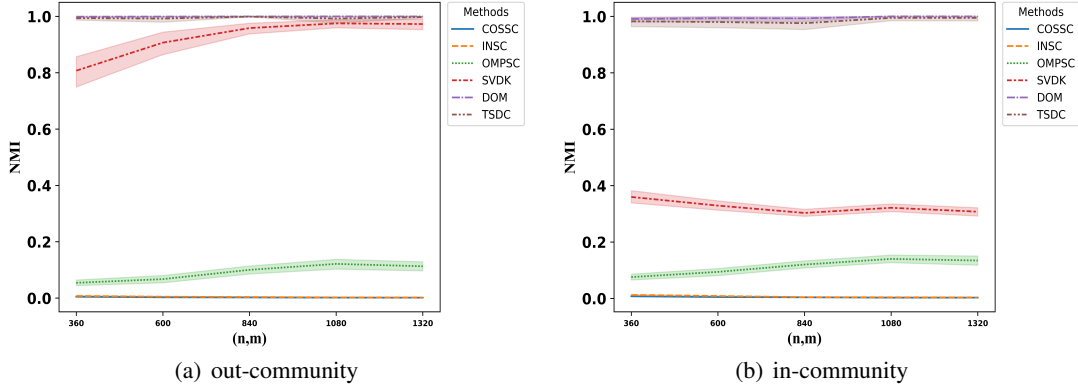 1.0
0.8
0.6
0.4
0.2
0.0
NMI
360 600 840 1080 1320
(n,m)
Methods
COSSC
INSC
OMPSC
SVDK
DOM
TSDC
(a) out-community
1.0
0.8
0.6
0.4
0.2
0.0
NMI
360 600 840 1080 1320
(n,m)
Methods
COSSC
INSC
OMPSC
SVDK
DOM
TSDC
(b) in-community